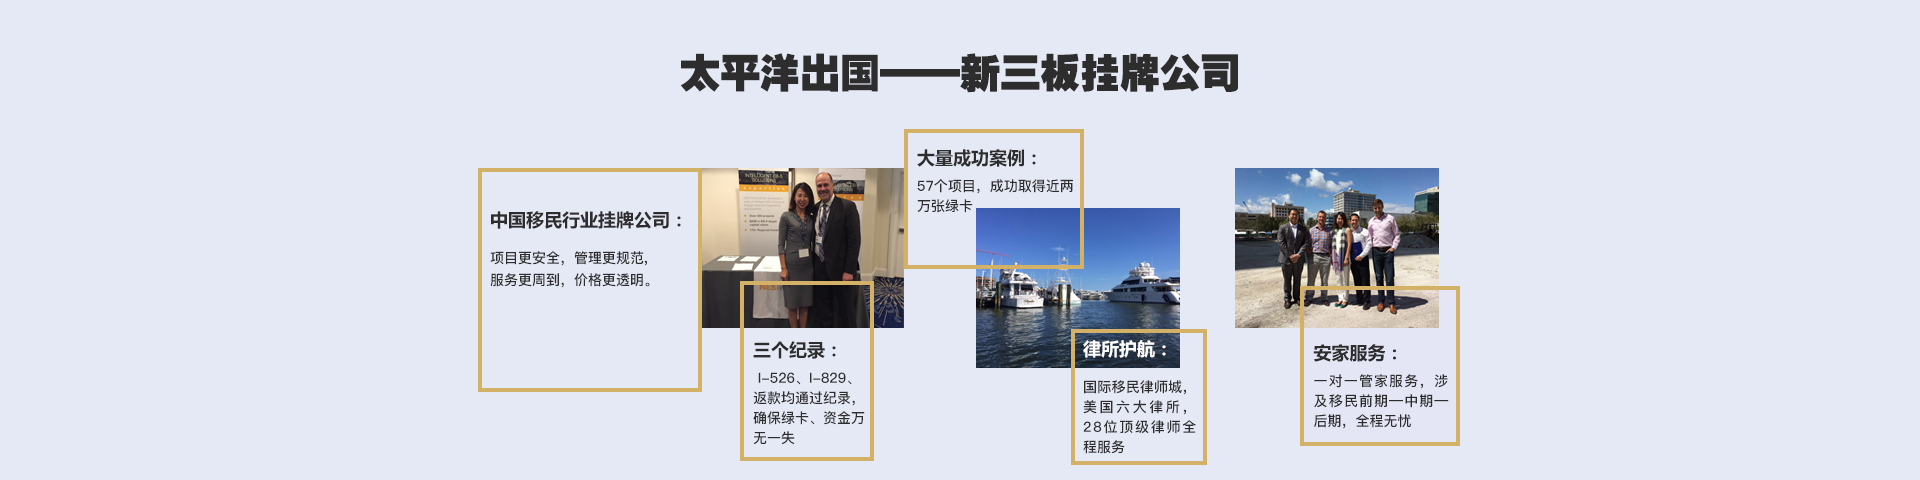 太平洋出国——新三板挂牌公司
中国移民行业挂牌公司：
项目更安全，管理更规范，
服务更周到，价格更透明。
INTELLIGENT EB-5
SOLUTIONS
expertise
三个纪录：
I-526、I-829、
返款均通过纪录，
确保绿卡、资金万
无一失
大量成功案例：
57个项目，成功取得近两
万张绿卡
律所护航：
国际移民律师城，
美国六大律所，
28位顶级律师全
程服务
安家服务：
一对一管家服务，涉
及移民前期—中期—
后期，全程无忧